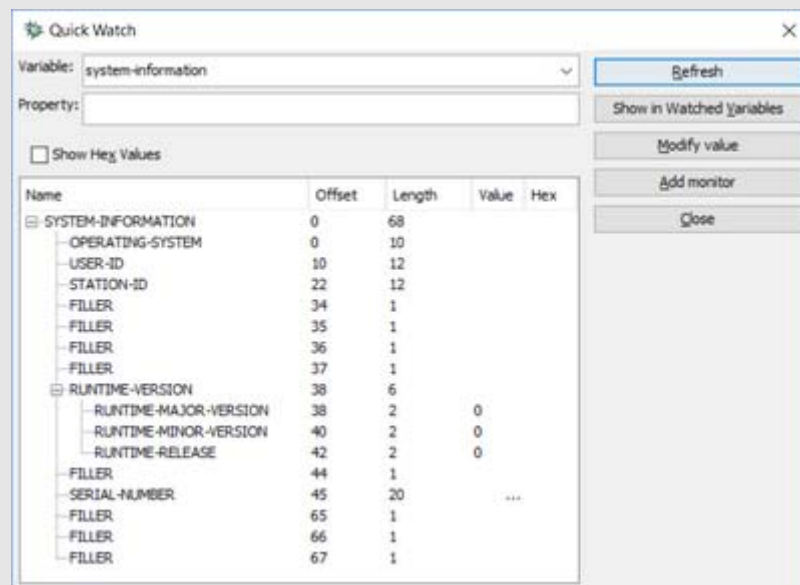 Quick Watch
Variable: system-information
Refresh
Property:
Show in Watched Variables
Show Hex Values
Modify value
Add monitor
Close
Name Offset Length Value Hex
SYSTEM-INFORMATION 0 68
OPERATING-SYSTEM 0 10
USER-ID 10 12
STATION-ID 22 12
FILLER 34 1
FILLER 35 1
FILLER 36 1
FILLER 37 1
RUNTIME-VERSION 38 6
RUNTIME-MAJOR-VERSION 38 2 0
RUNTIME-MINOR-VERSION 40 2 0
RUNTIME-RELEASE 42 2 0
FILLER 44 1
SERIAL-NUMBER 45 20 ...
FILLER 65 1
FILLER 66 1
FILLER 67 1